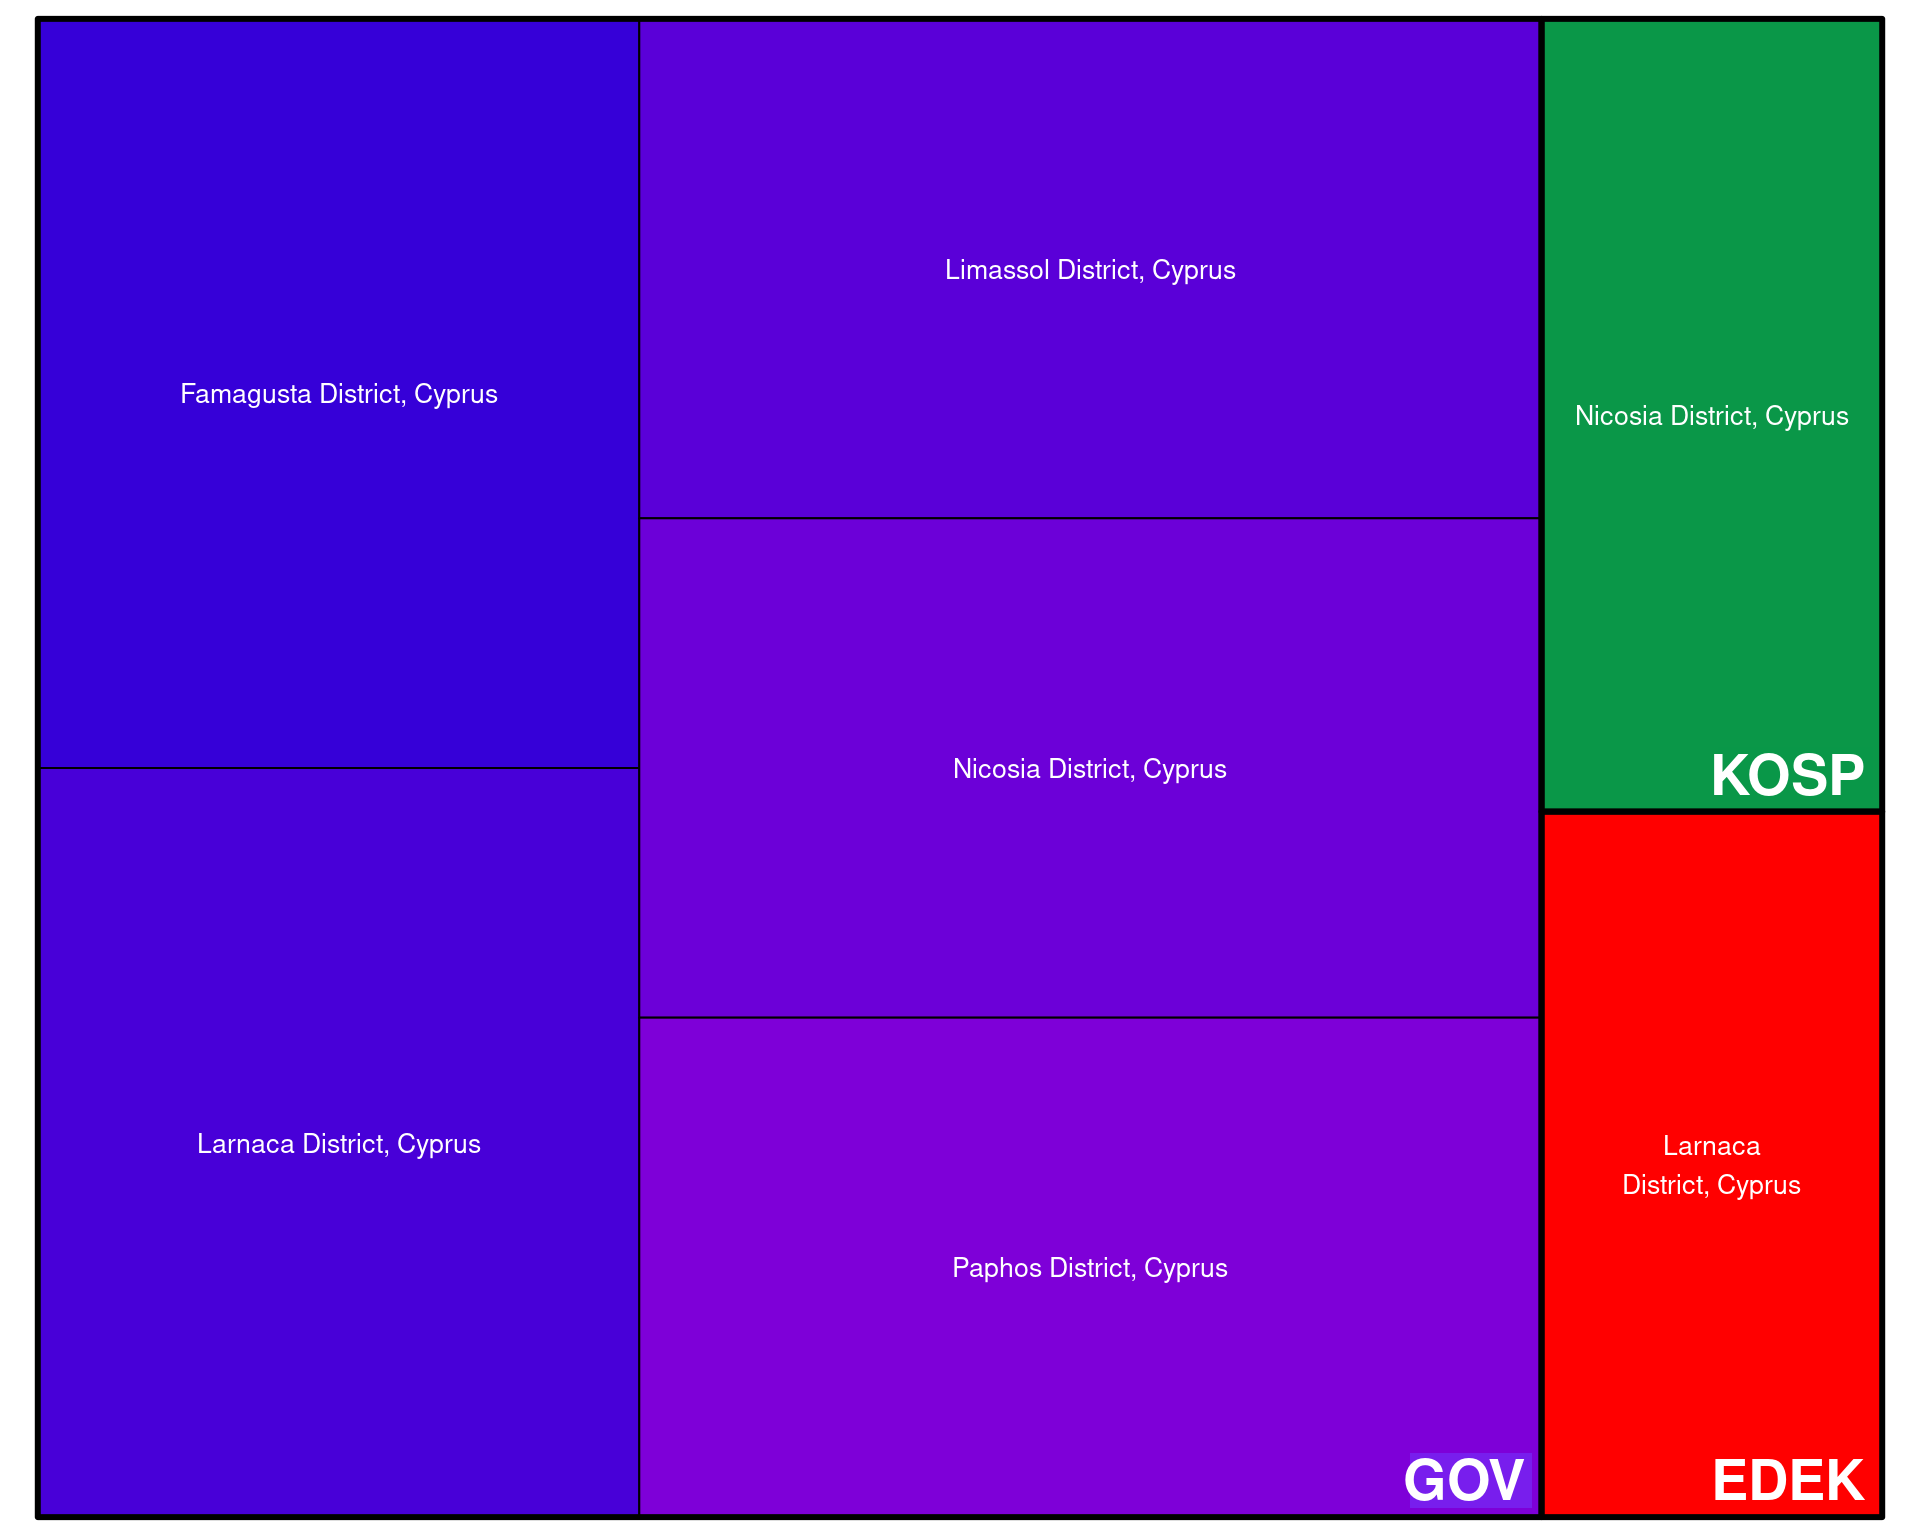 Famagusta District, Cyprus
Larnaca District, Cyprus
Limassol District, Cyprus
Nicosia District, Cyprus
Paphos District, Cyprus
GOV
Nicosia District, Cyprus
KOSP
Larnaca
District, Cyprus
EDEK